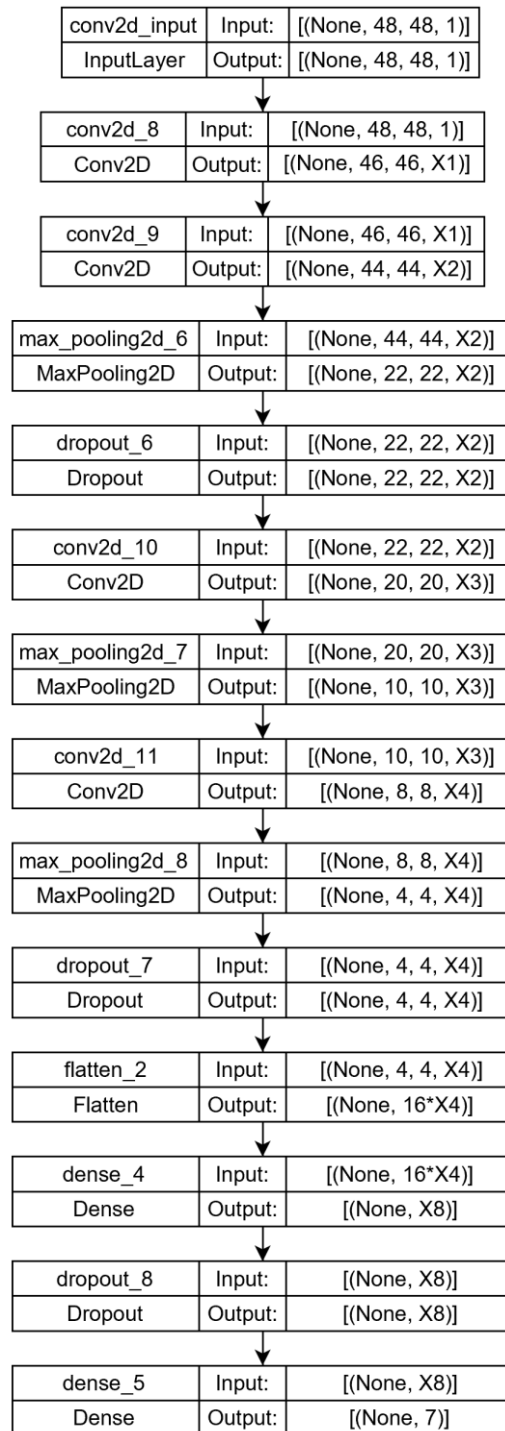 conv2d_input Input: [(None, 48, 48, 1)]
InputLayer Output: [(None, 48, 48, 1)]
conv2d_8 Input: [(None, 48, 48, 1)]
Conv2D Output: [(None, 46, 46, X1)]
conv2d_9 Input: [(None, 46, 46, X1)]
Conv2D Output: [(None, 44, 44, X2)]
max_pooling2d_6 Input: [(None, 44, 44, X2)]
MaxPooling2D Output: [(None, 22, 22, X2)]
dropout_6 Input: [(None, 22, 22, X2)]
Dropout Output: [(None, 22, 22, X2)]
conv2d_10 Input: [(None, 22, 22, X2)]
Conv2D Output: [(None, 20, 20, X3)]
max_pooling2d_7 Input: [(None, 20, 20, X3)]
MaxPooling2D Output: [(None, 10, 10, X3)]
conv2d_11 Input: [(None, 10, 10, X3)]
Conv2D Output: [(None, 8, 8, X4)]
max_pooling2d_8 Input: [(None, 8, 8, X4)]
MaxPooling2D Output: [(None, 4, 4, X4)]
dropout_7 Input: [(None, 4, 4, X4)]
Dropout Output: [(None, 4, 4, X4)]
flatten_2 Input: [(None, 4, 4, X4)]
Flatten Output: [(None, 16*X4)]
dense_4 Input: [(None, 16*X4)]
Dense Output: [(None, X8)]
dropout_8 Input: [(None, X8)]
Dropout Output: [(None, X8)]
dense_5 Input: [(None, X8)]
Dense Output: [(None, 7)]